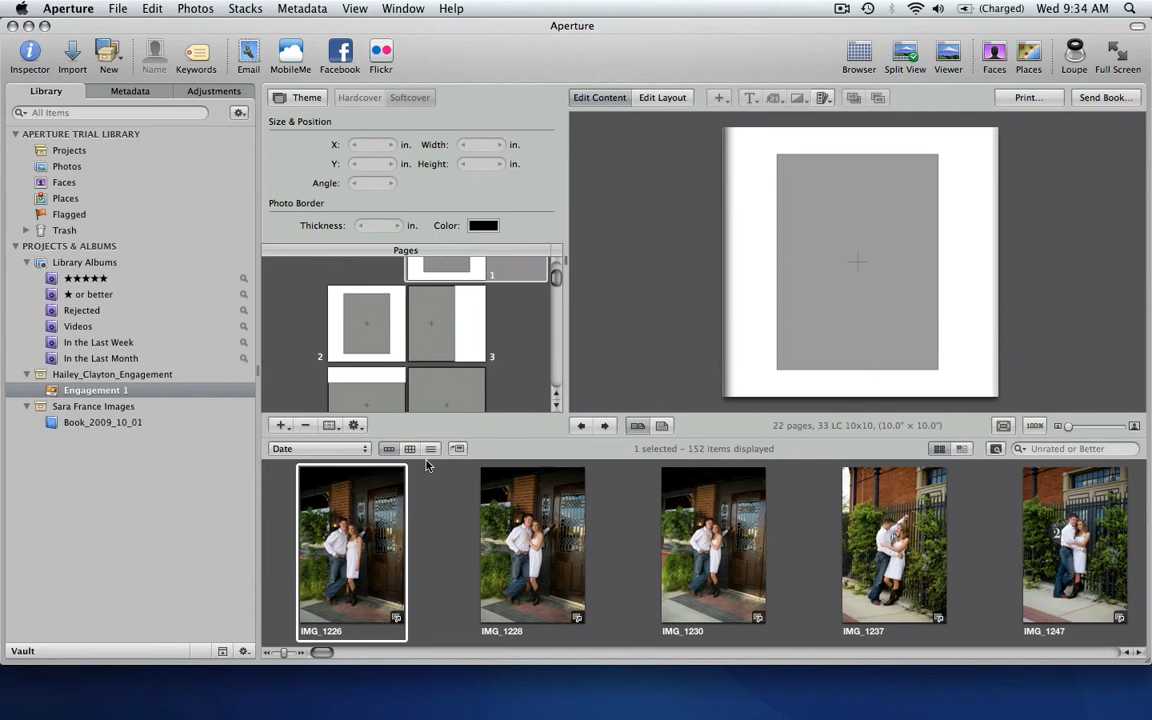 Aperture File Edit Photos Stacks Metadata View Window Help (Charged) Wed 9:34 AM
Aperture
Inspector Import New Name Keywords Email MobileMe Facebook Flickr Browser Split View Viewer Faces Places Loupe Full Screen
Library Metadata Adjustments
Theme Hardcover Softcover
Edit Content Edit Layout T Print... Send Book...
All Items
Size & Position
APERTURE TRIAL LIBRARY
Projects
Photos
Faces
Places
Flagged
Trash
X: in. Width: in.
Y: in. Height: in.
Angle:
Photo Border
Thickness: in. Color:
PROJECTS & ALBUMS
Library Albums
★★★★★
★ or better
Rejected
Videos
In the Last Week
In the Last Month
Hailey_Clayton_Engagement
Engagement 1
Sara France Images
Book_2009_10_01
Pages
1
2 3
22 pages, 33 LC 10x10, (10.0" x 10.0") 100%
Date 1 selected – 152 items displayed Unrated or Better
IMG_1226 IMG_1228 IMG_1230 IMG_1237 IMG_1247
Vault